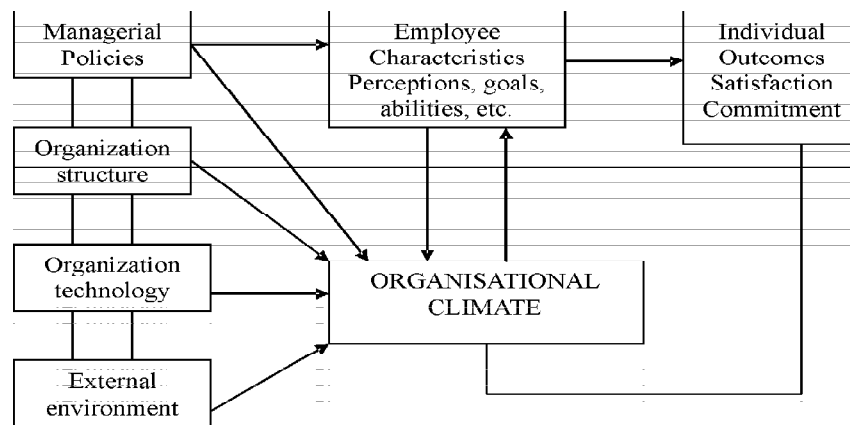 Managerial
Policies
Employee
Characteristics
Perceptions, goals,
abilities, etc.
Individual
Outcomes
Satisfaction
Commitment
Organization
structure
Organization
technology
ORGANISATIONAL
CLIMATE
External
environment